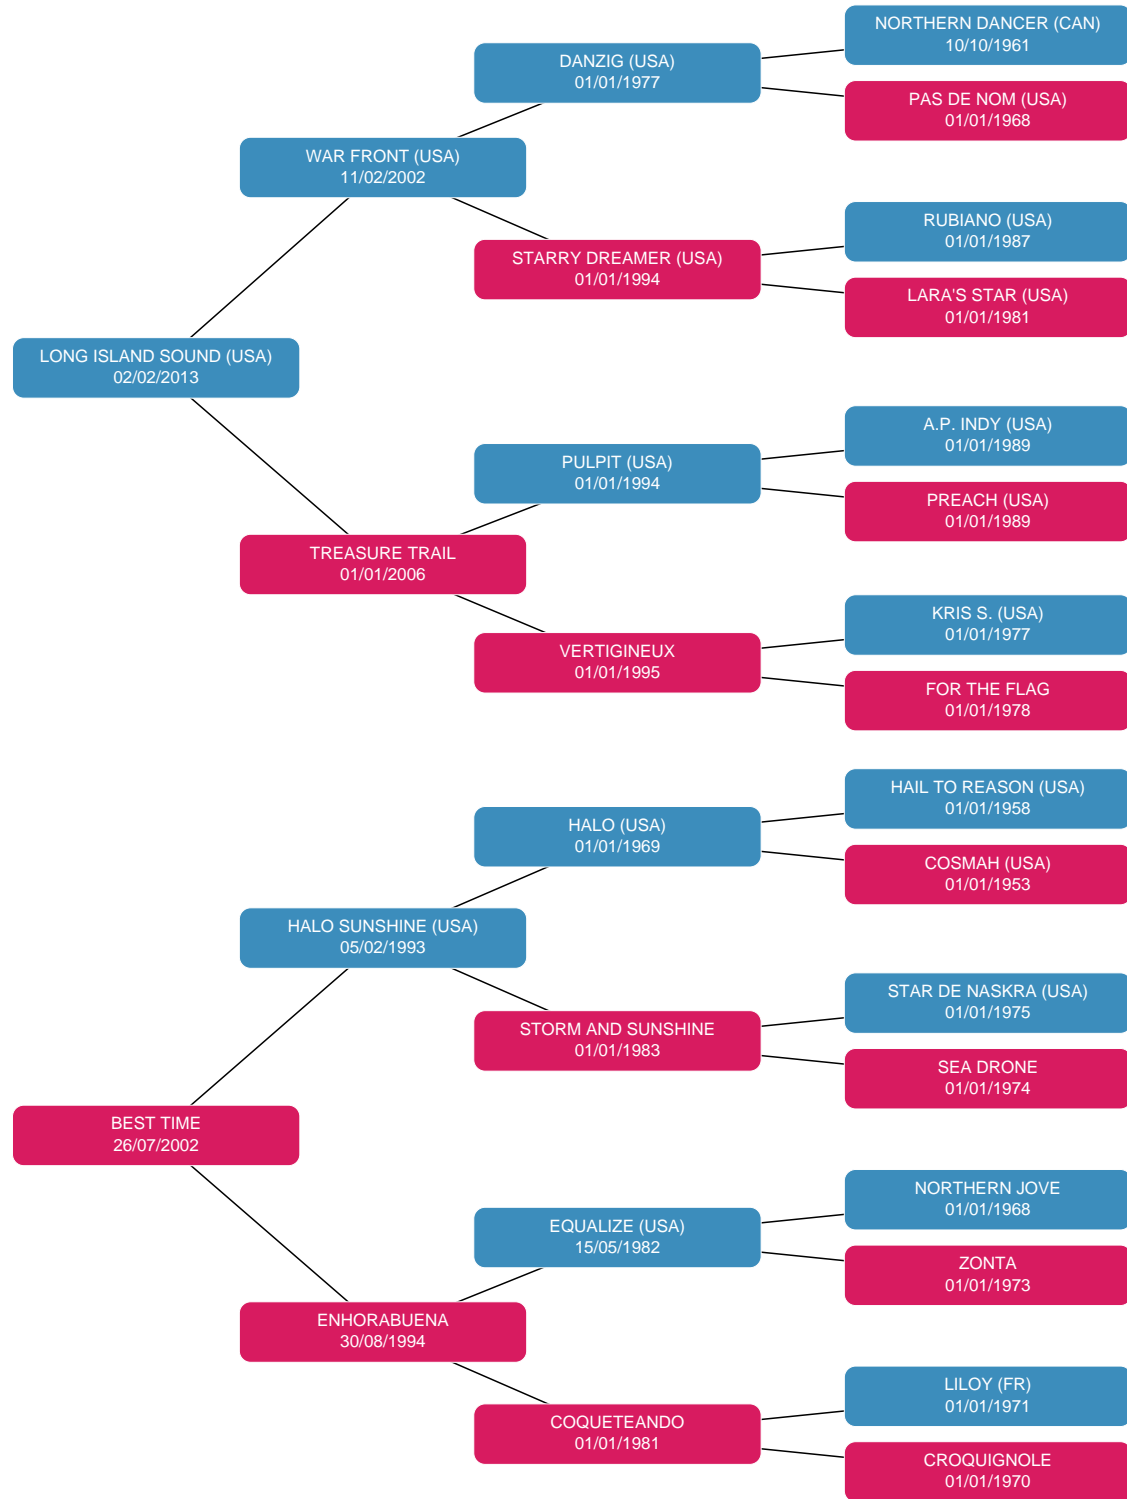 NORTHERN DANCER (CAN)
10/10/1961
DANZIG (USA)
01/01/1977
PAS DE NOM (USA)
01/01/1968
WAR FRONT (USA)
11/02/2002
RUBIANO (USA)
01/01/1987
STARRY DREAMER (USA)
01/01/1994
LARA'S STAR (USA)
01/01/1981
LONG ISLAND SOUND (USA)
02/02/2013
A.P. INDY (USA)
01/01/1989
PULPIT (USA)
01/01/1994
PREACH (USA)
01/01/1989
TREASURE TRAIL
01/01/2006
KRIS S. (USA)
01/01/1977
VERTIGINEUX
01/01/1995
FOR THE FLAG
01/01/1978
HAIL TO REASON (USA)
01/01/1958
HALO (USA)
01/01/1969
COSMAH (USA)
01/01/1953
HALO SUNSHINE (USA)
05/02/1993
STAR DE NASKRA (USA)
01/01/1975
STORM AND SUNSHINE
01/01/1983
SEA DRONE
01/01/1974
BEST TIME
26/07/2002
NORTHERN JOVE
01/01/1968
EQUALIZE (USA)
15/05/1982
ZONTA
01/01/1973
ENHORABUENA
30/08/1994
LILOY (FR)
01/01/1971
COQUETEANDO
01/01/1981
CROQUIGNOLE
01/01/1970